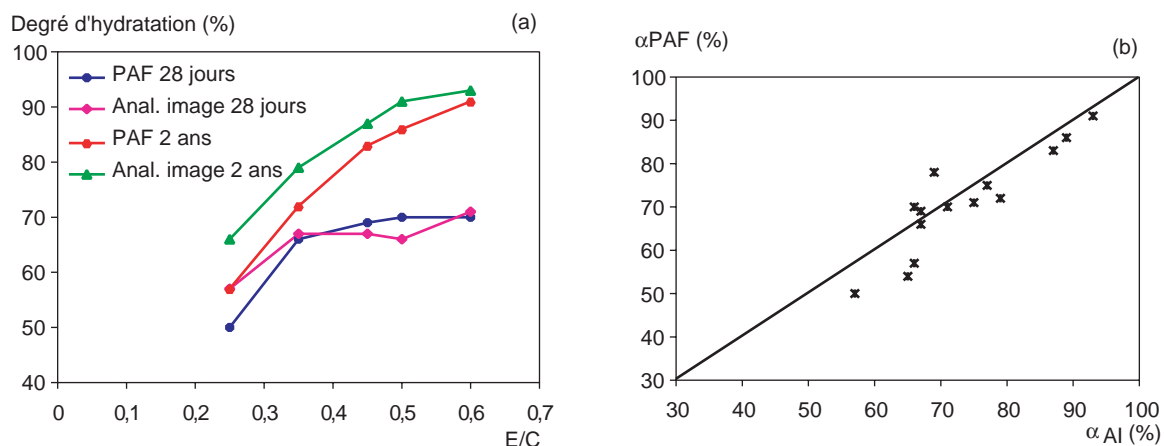 Degré d'hydratation (%)
(a)
100
90
80
70
60
50
40
PAF 28 jours
Anal. image 28 jours
PAF 2 ans
Anal. image 2 ans
0 0,1 0,2 0,3 0,4 0,5 0,6 0,7
E/C
αPAF (%)
(b)
100
90
80
70
60
50
40
30
30 40 50 60 70 80 90 100
αAI (%)